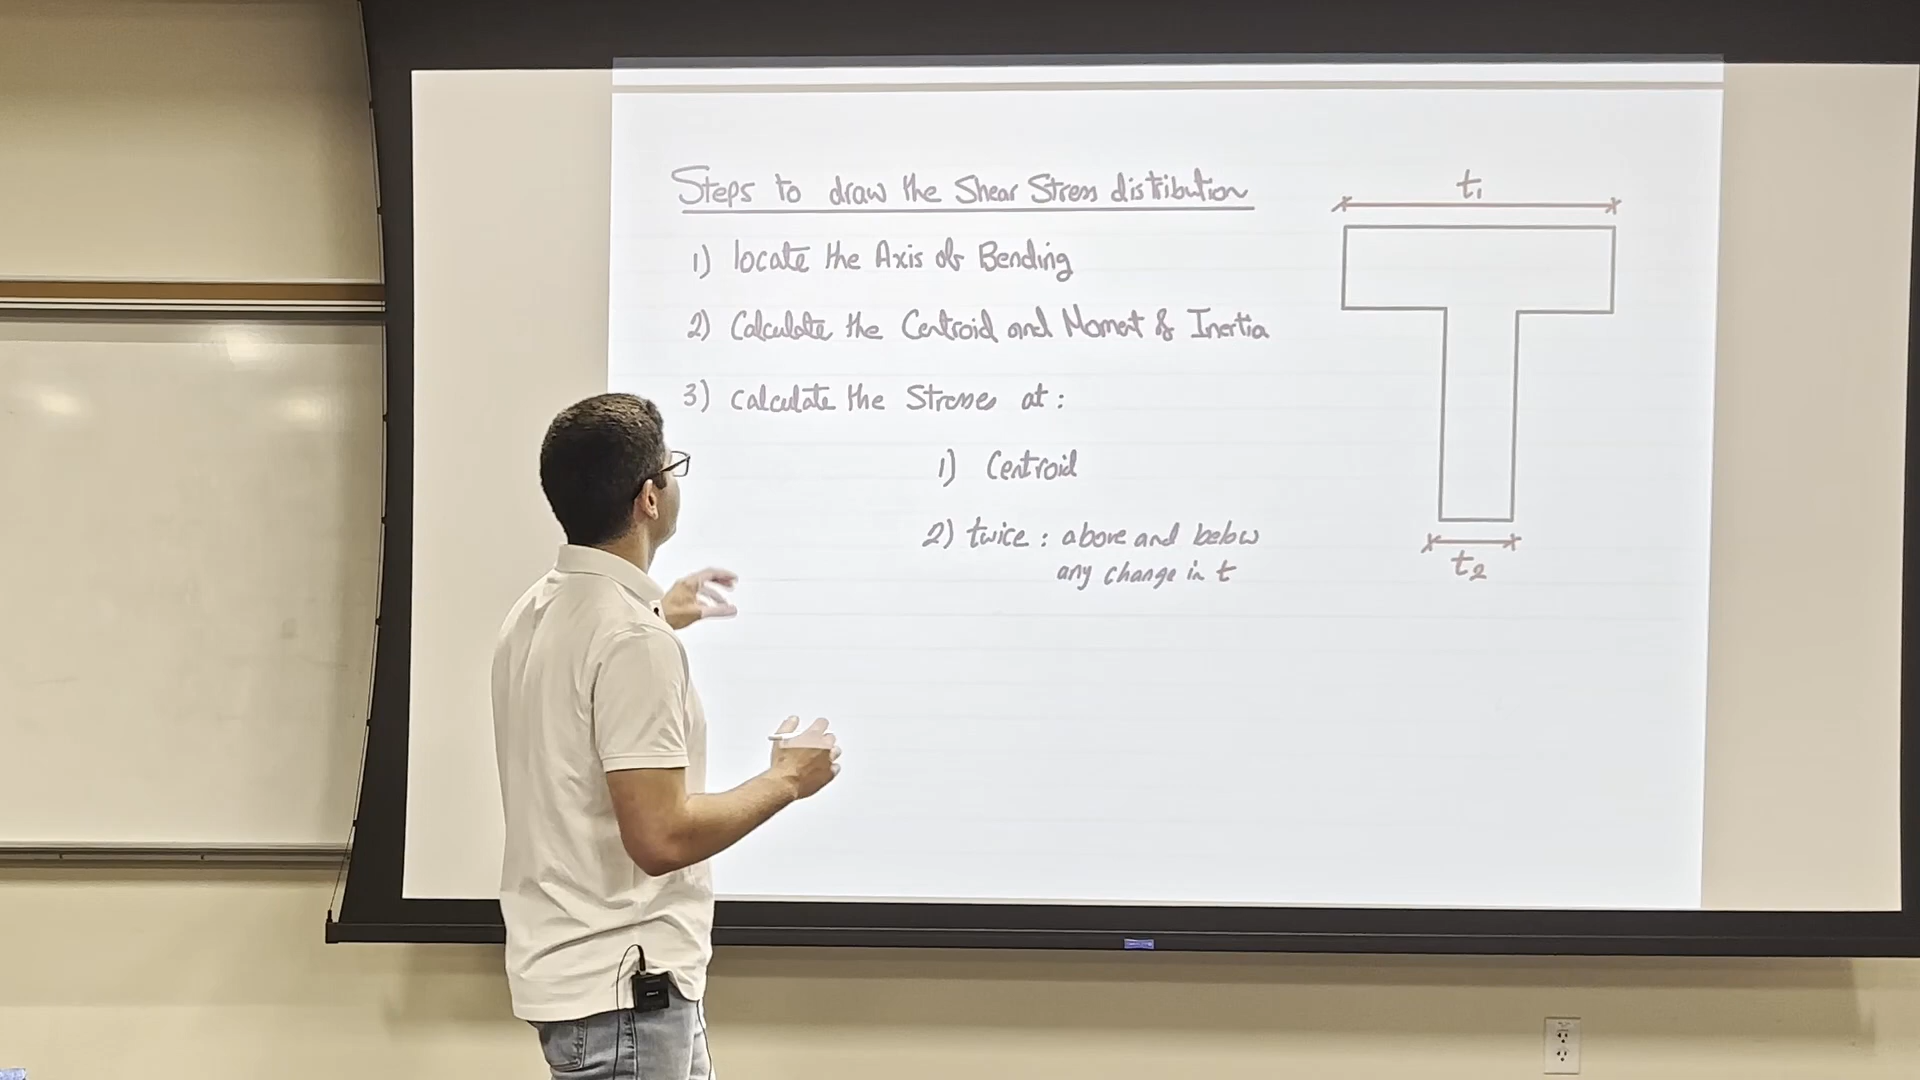 Steps to draw the Shear Stress distribution
1) locate the Axis of Bending
2) Calculate the Centroid and Moment of Inertia
3) Calculate the Stresses at :
1) Centroid
2) twice : above and below
any change in t
t₁
t₂